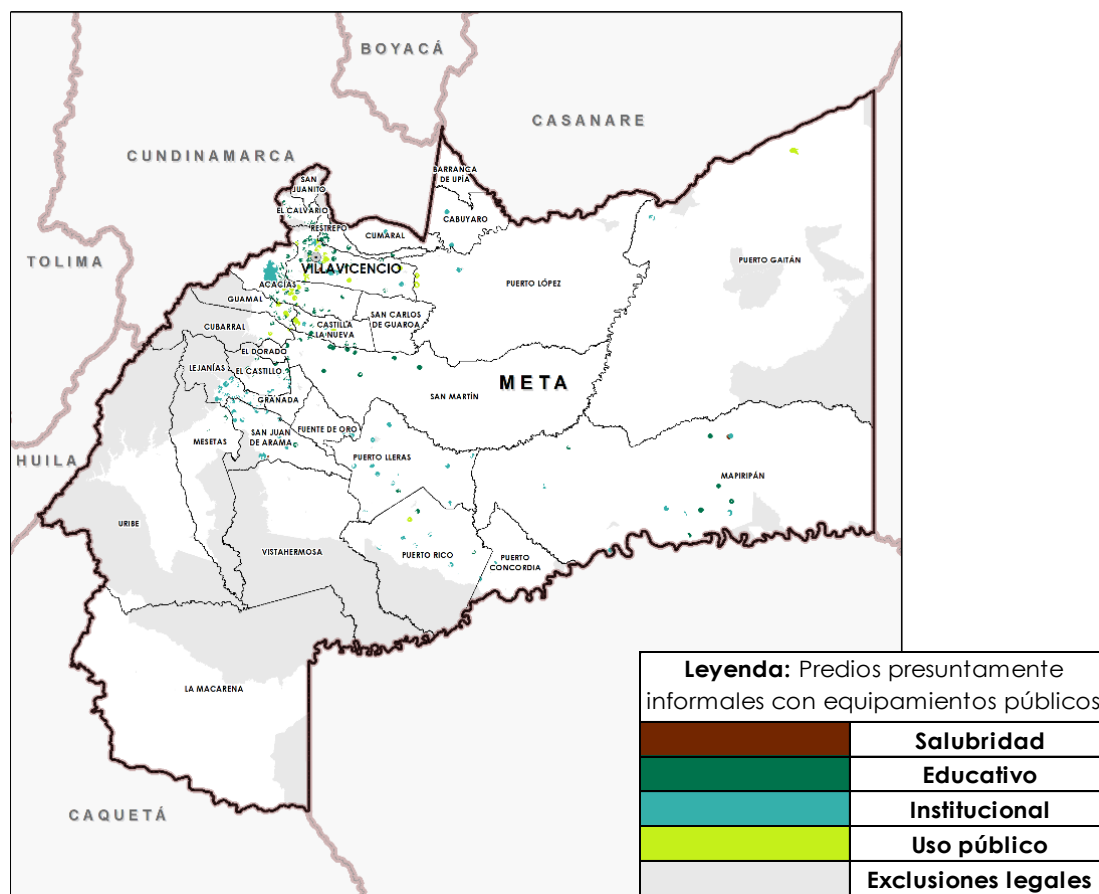 BOYACÁ
CASANARE
CUNDINAMARCA
BARRANCA
DE UPÍA
SAN
JUANITO
EL CALVARIO
CABUYARO
RESTREPO
CUMARAL
TOLIMA
VILLAVICENCIO
PUERTO GAITÁN
ACACÍAS
PUERTO LÓPEZ
GUAMAL
SAN CARLOS
DE GUAROA
CUBARRAL
CASTILLA
LA NUEVA
EL DORADO
LEJANÍAS
EL CASTILLO
META
GRANADA
SAN MARTÍN
FUENTE DE ORO
SAN JUAN
DE ARAMA
MESETAS
HUILA
PUERTO LLERAS
MAPIRIPÁN
URIBE
VISTAHERMOSA
PUERTO RICO
PUERTO
CONCORDIA
LA MACARENA
CAQUETÁ
Leyenda: Predios presuntamente
informales con equipamientos públicos
Salubridad
Educativo
Institucional
Uso público
Exclusiones legales